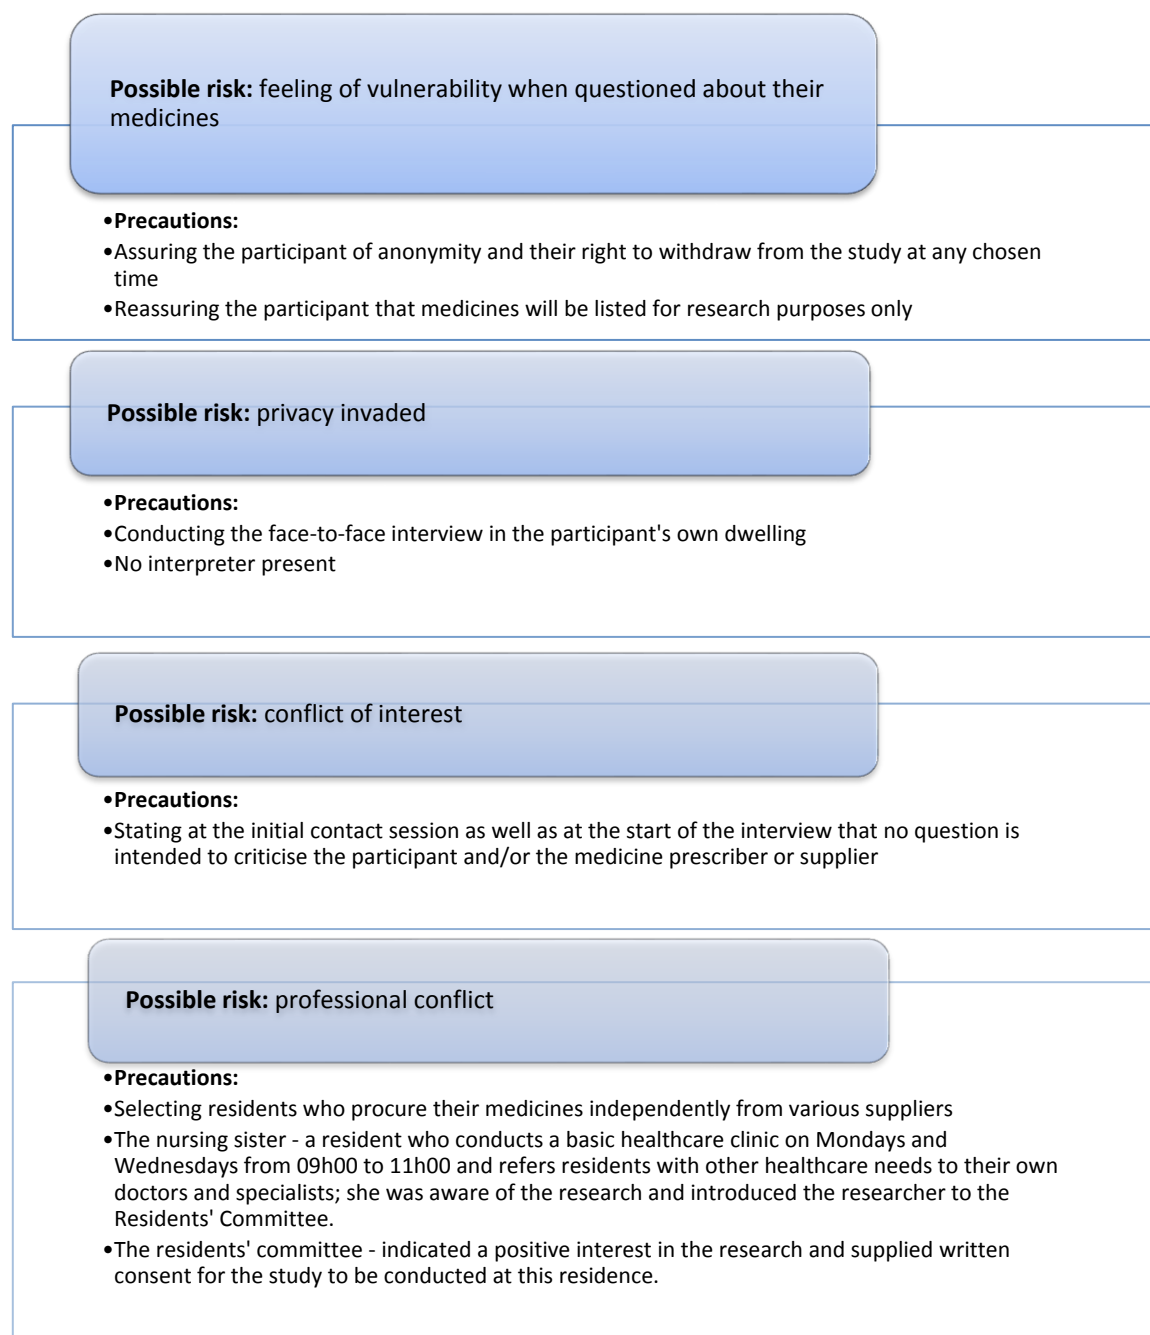 Possible risk: feeling of vulnerability when questioned about their
medicines
•Precautions:
•Assuring the participant of anonymity and their right to withdraw from the study at any chosen
time
•Reassuring the participant that medicines will be listed for research purposes only
Possible risk: privacy invaded
•Precautions:
•Conducting the face-to-face interview in the participant's own dwelling
•No interpreter present
Possible risk: conflict of interest
•Precautions:
•Stating at the initial contact session as well as at the start of the interview that no question is
intended to criticise the participant and/or the medicine prescriber or supplier
Possible risk: professional conflict
•Precautions:
•Selecting residents who procure their medicines independently from various suppliers
•The nursing sister - a resident who conducts a basic healthcare clinic on Mondays and
Wednesdays from 09h00 to 11h00 and refers residents with other healthcare needs to their own
doctors and specialists; she was aware of the research and introduced the researcher to the
Residents' Committee.
•The residents' committee - indicated a positive interest in the research and supplied written
consent for the study to be conducted at this residence.